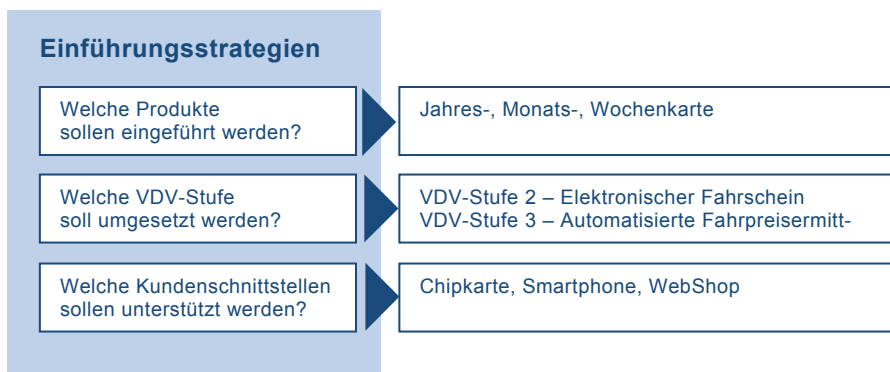 Einführungsstrategien
Welche Produkte
sollen eingeführt werden?
Jahres-, Monats-, Wochenkarte
Welche VDV-Stufe
soll umgesetzt werden?
VDV-Stufe 2 – Elektronischer Fahrschein
VDV-Stufe 3 – Automatisierte Fahrpreisermitt-
Welche Kundenschnittstellen
sollen unterstützt werden?
Chipkarte, Smartphone, WebShop